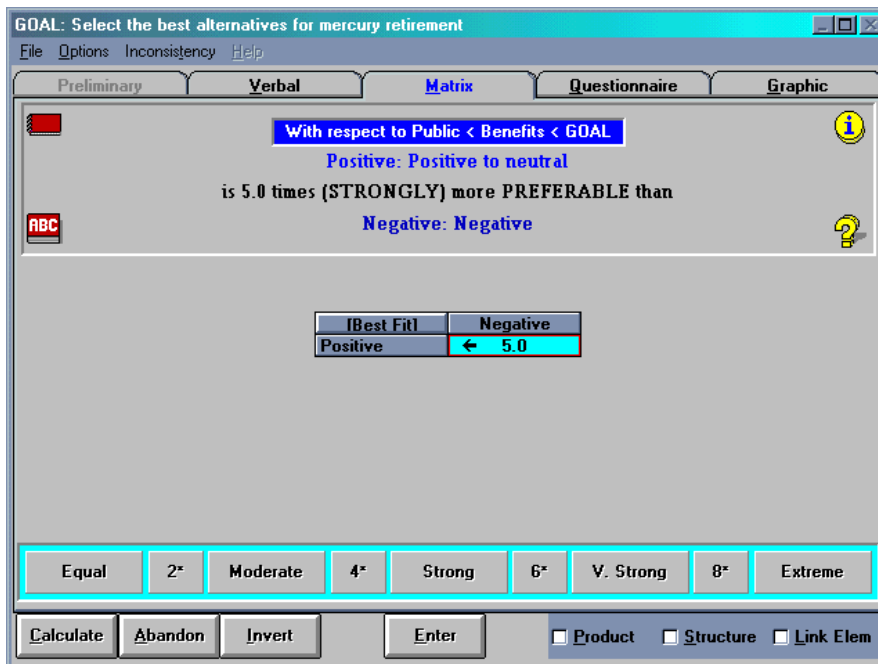 GOAL: Select the best alternatives for mercury retirement
File Options Inconsistency Help
Preliminary Verbal Matrix Questionnaire Graphic
With respect to Public < Benefits < GOAL
i
Positive: Positive to neutral
is 5.0 times (STRONGLY) more PREFERABLE than
ABC
Negative: Negative
?
[Best Fit] Negative
Positive ← 5.0
Equal 2* Moderate 4* Strong 6* V. Strong 8* Extreme
Calculate Abandon Invert Enter Product Structure Link Elem